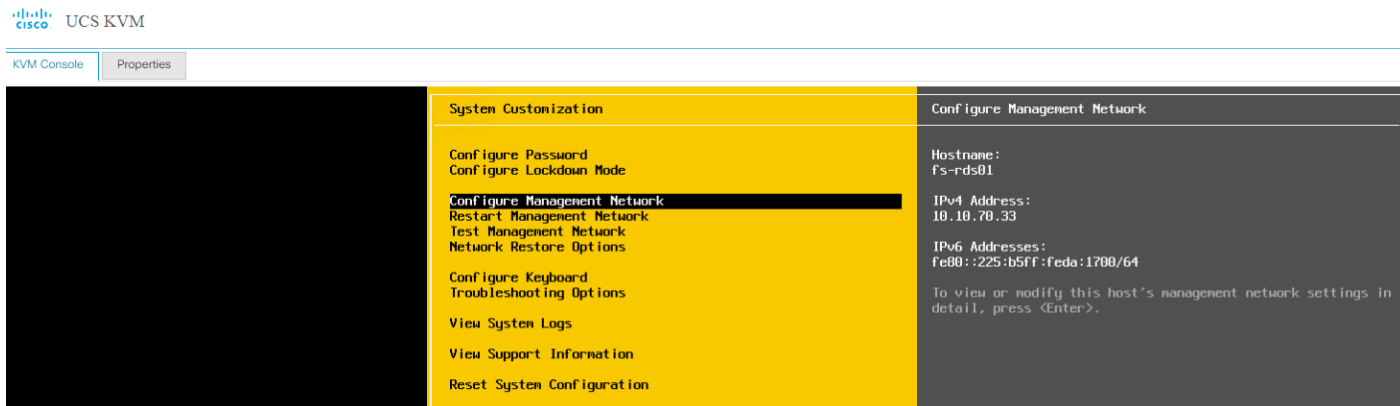 cisco UCS KVM
KVM Console Properties
System Customization
Configure Password
Configure Lockdown Mode
Configure Management Network
Restart Management Network
Test Management Network
Network Restore Options
Configure Keyboard
Troubleshooting Options
View System Logs
View Support Information
Reset System Configuration
Configure Management Network
Hostname:
fs-rds01
IPv4 Address:
10.10.70.33
IPv6 Addresses:
fe80::225:b5ff:feda:1700/64
To view or modify this host's management network settings in
detail, press <Enter>.